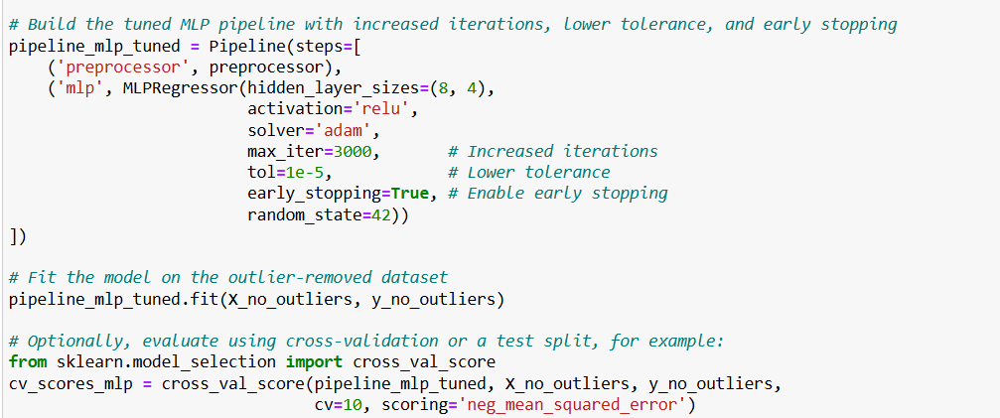 # Build the tuned MLP pipeline with increased iterations, lower tolerance, and early stopping
pipeline_mlp_tuned = Pipeline(steps=[
    ('preprocessor', preprocessor),
    ('mlp', MLPRegressor(hidden_layer_sizes=(8, 4),
                         activation='relu',
                         solver='adam',
                         max_iter=3000,       # Increased iterations
                         tol=1e-5,            # Lower tolerance
                         early_stopping=True, # Enable early stopping
                         random_state=42))
])
# Fit the model on the outlier-removed dataset
pipeline_mlp_tuned.fit(X_no_outliers, y_no_outliers)
# Optionally, evaluate using cross-validation or a test split, for example:
from sklearn.model_selection import cross_val_score
cv_scores_mlp = cross_val_score(pipeline_mlp_tuned, X_no_outliers, y_no_outliers,
                                cv=10, scoring='neg_mean_squared_error')